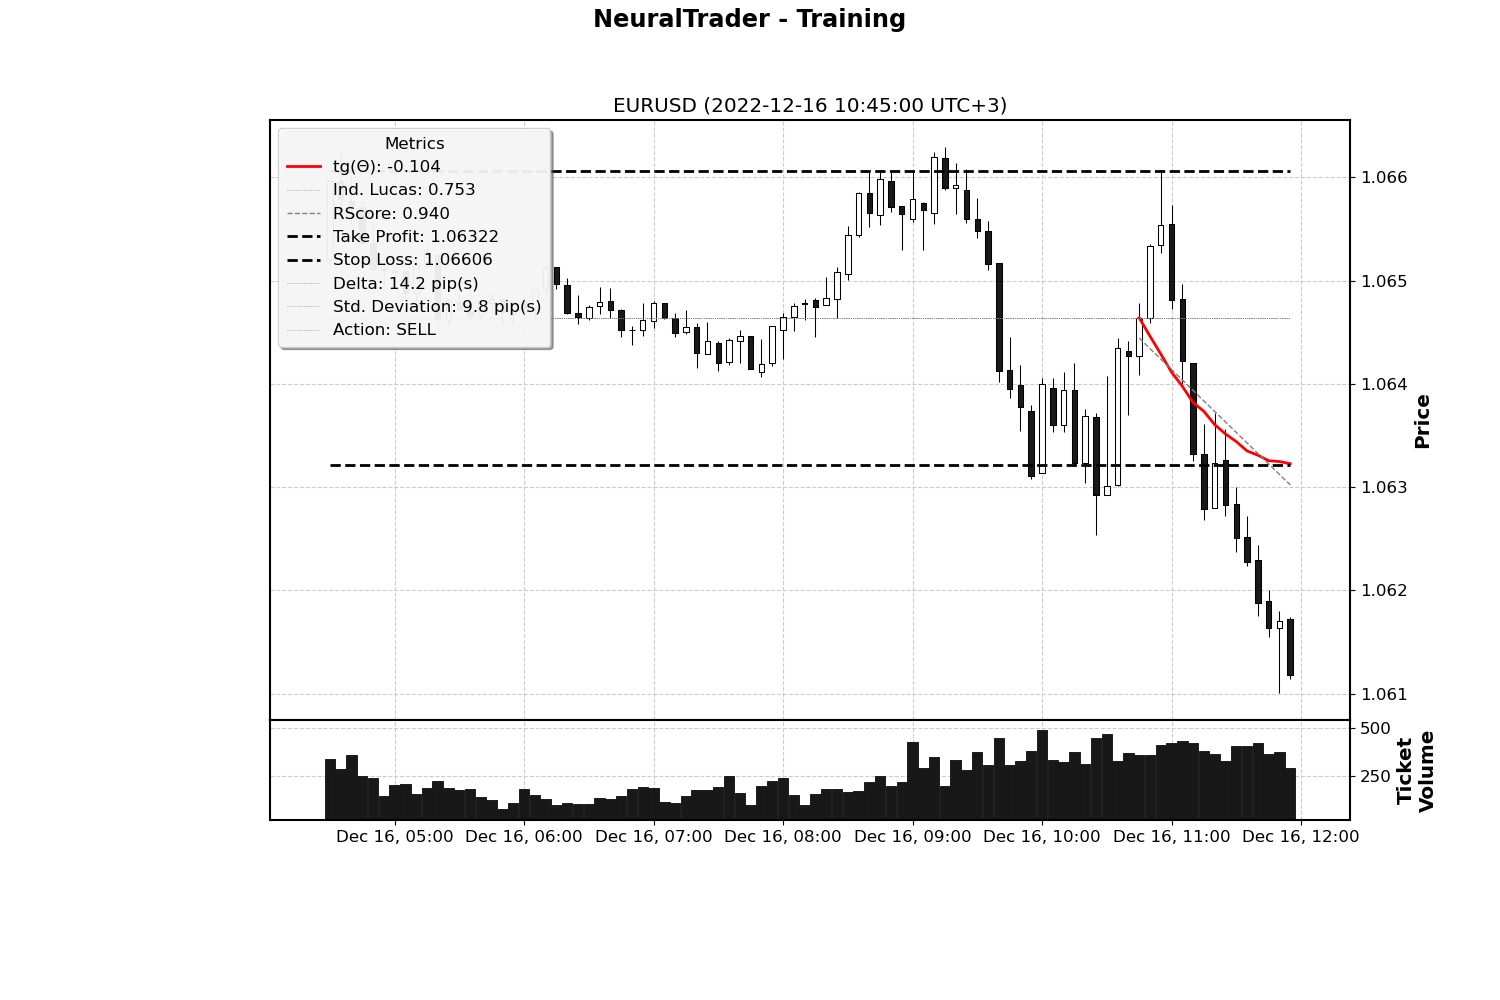 NeuralTrader - Training
EURUSD (2022-12-16 10:45:00 UTC+3)
Metrics
tg(Θ): -0.104
Ind. Lucas: 0.753
RScore: 0.940
Take Profit: 1.06322
Stop Loss: 1.06606
Delta: 14.2 pip(s)
Std. Deviation: 9.8 pip(s)
Action: SELL
1.066
1.065
1.064
1.063
1.062
1.061
Price
500
250
Ticket
Volume
Dec 16, 05:00 Dec 16, 06:00 Dec 16, 07:00 Dec 16, 08:00 Dec 16, 09:00 Dec 16, 10:00 Dec 16, 11:00 Dec 16, 12:00